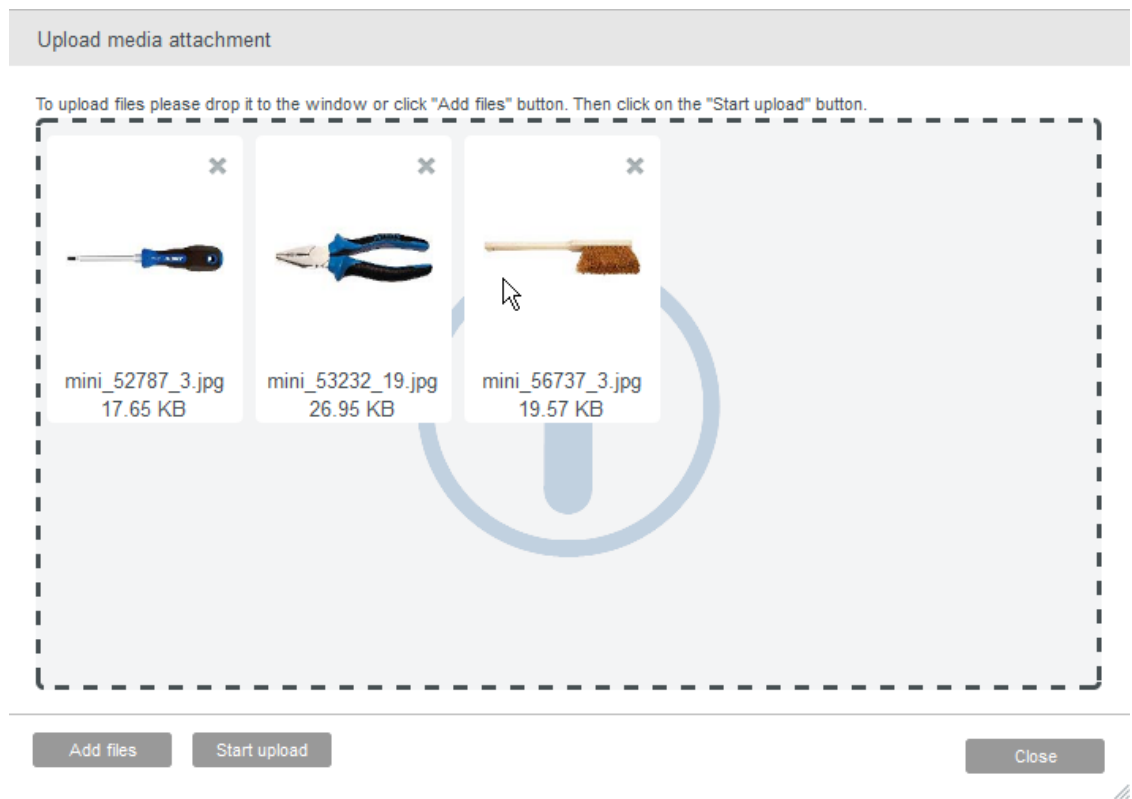 Upload media attachment
To upload files please drop it to the window or click "Add files" button. Then click on the "Start upload" button.
mini_52787_3.jpg
17.65 KB
mini_53232_19.jpg
26.95 KB
mini_56737_3.jpg
19.57 KB
Add files
Start upload
Close